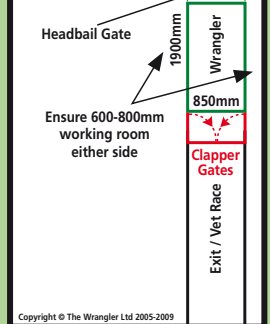 Headbail Gate
1900mm
Wrangler
850mm
Ensure 600-800mm
working room
either side
Clapper
Gates
Exit / Vet Race
Copyright © The Wrangler Ltd 2005-2009